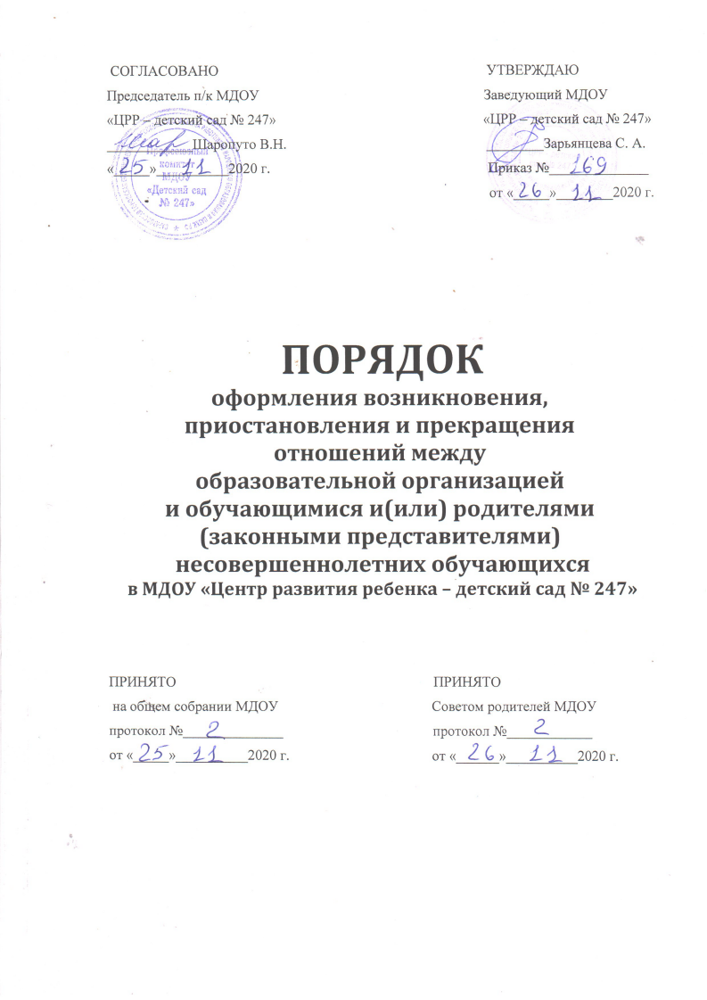 СОГЛАСОВАНО
Председатель п/к МДОУ
«ЦРР – детский сад № 247»
Шаропуто В.Н.
«25» 11 2020 г.
Профсоюзный
комитет
МДОУ
«Детский сад
№ 247»
УТВЕРЖДАЮ
Заведующий МДОУ
«ЦРР – детский сад № 247»
Зарьянцева С. А.
Приказ № 169
от «26» 11 2020 г.
ПОРЯДОК
оформления возникновения,
приостановления и прекращения
отношений между
образовательной организацией
и обучающимися и(или) родителями
(законными представителями)
несовершеннолетних обучающихся
в МДОУ «Центр развития ребенка – детский сад № 247»
ПРИНЯТО
на общем собрании МДОУ
протокол № 2
от «25» 11 2020 г.
ПРИНЯТО
Советом родителей МДОУ
протокол № 2
от «26» 11 2020 г.